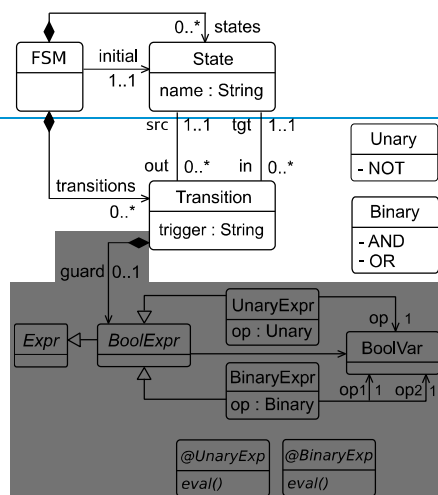 0..* states
FSM
initial
1..1
State
name : String
src 1..1 tgt 1..1
out 0..* in 0..*
Unary
- NOT
transitions
0..*
Transition
trigger : String
Binary
- AND
- OR
guard 0..1
UnaryExpr
op : Unary
op 1
Expr
BoolExpr
BoolVar
BinaryExpr
op : Binary
op1 1 op2 1
@UnaryExp
eval()
@BinaryExp
eval()